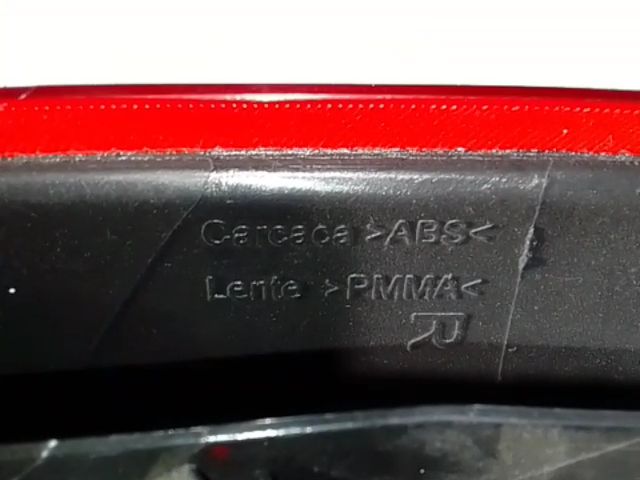 Carcaca >ABS<
Lente >PMMA<
R